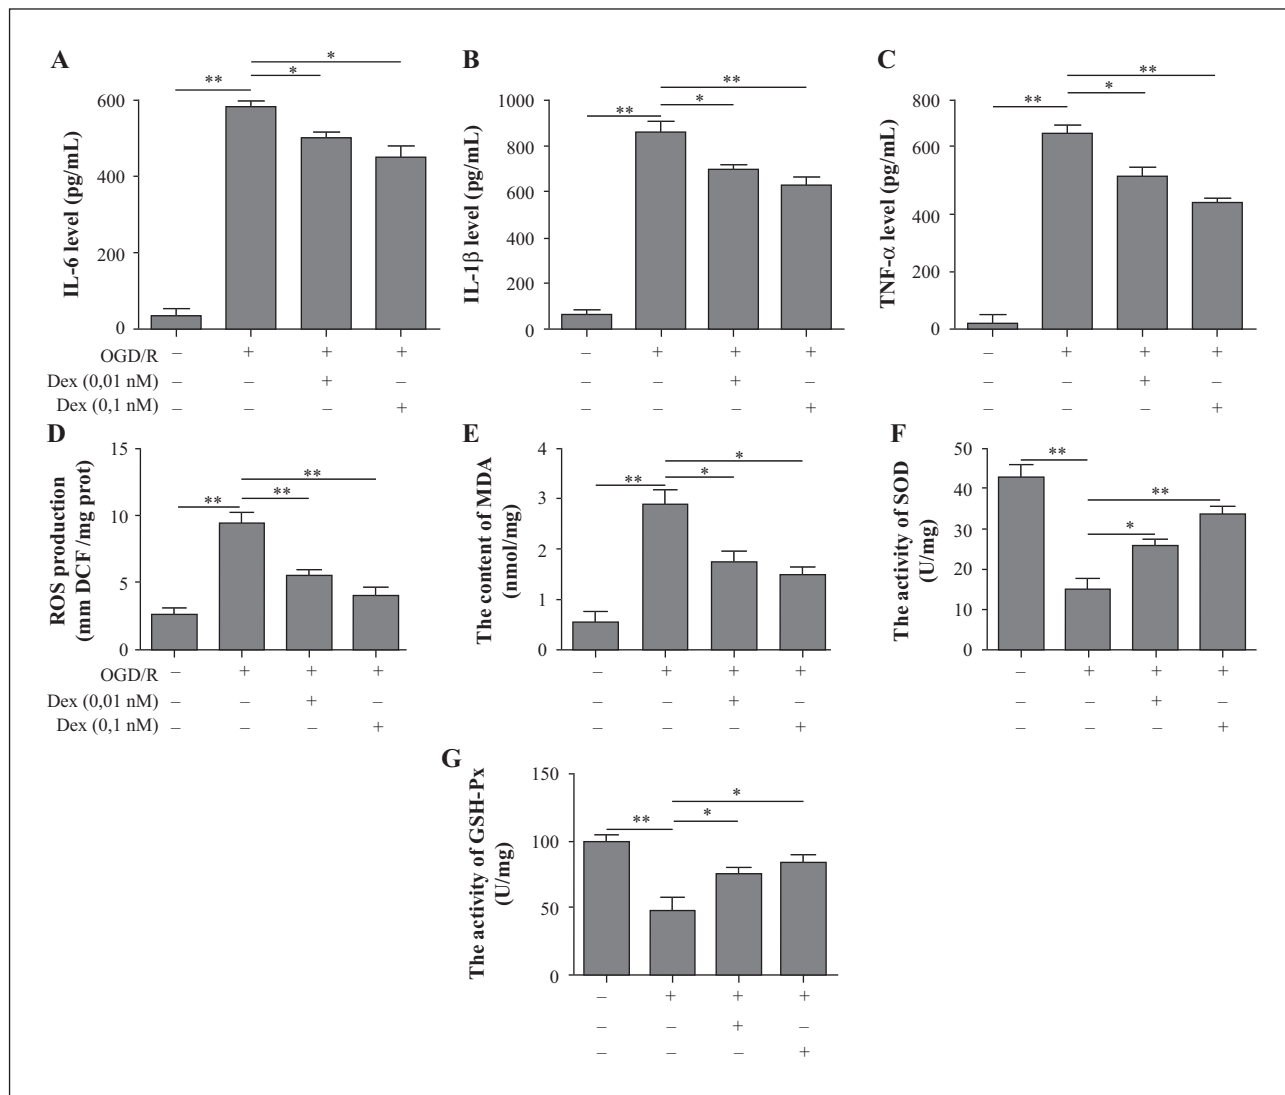 A
B
C
* 
** *
**
** *
**
** *
IL-6 level (pg/mL)
600
400
200
0
IL-1β level (pg/mL)
1000
800
600
400
200
0
TNF-α level (pg/mL)
800
600
400
200
0
OGD/R – + + + – + + + – + + +
Dex (0,01 nM) – – + – – – + – – – + –
Dex (0,1 nM) – – – + – – – + – – – +
D
E
F
**
** **
*
** *
**
**
*
ROS production
(mm DCF/mg prot)
15
10
5
0
The content of MDA
(nmol/mg)
4
3
2
1
0
The activity of SOD
(U/mg)
50
40
30
20
10
0
OGD/R – + + + – + + + – + + +
Dex (0,01 nM) – – + – – – + – – – + –
Dex (0,1 nM) – – – + – – – + – – – +
G
*
** *
The activity of GSH-Px
(U/mg)
150
100
50
0
– + + +
– – + –
– – – +